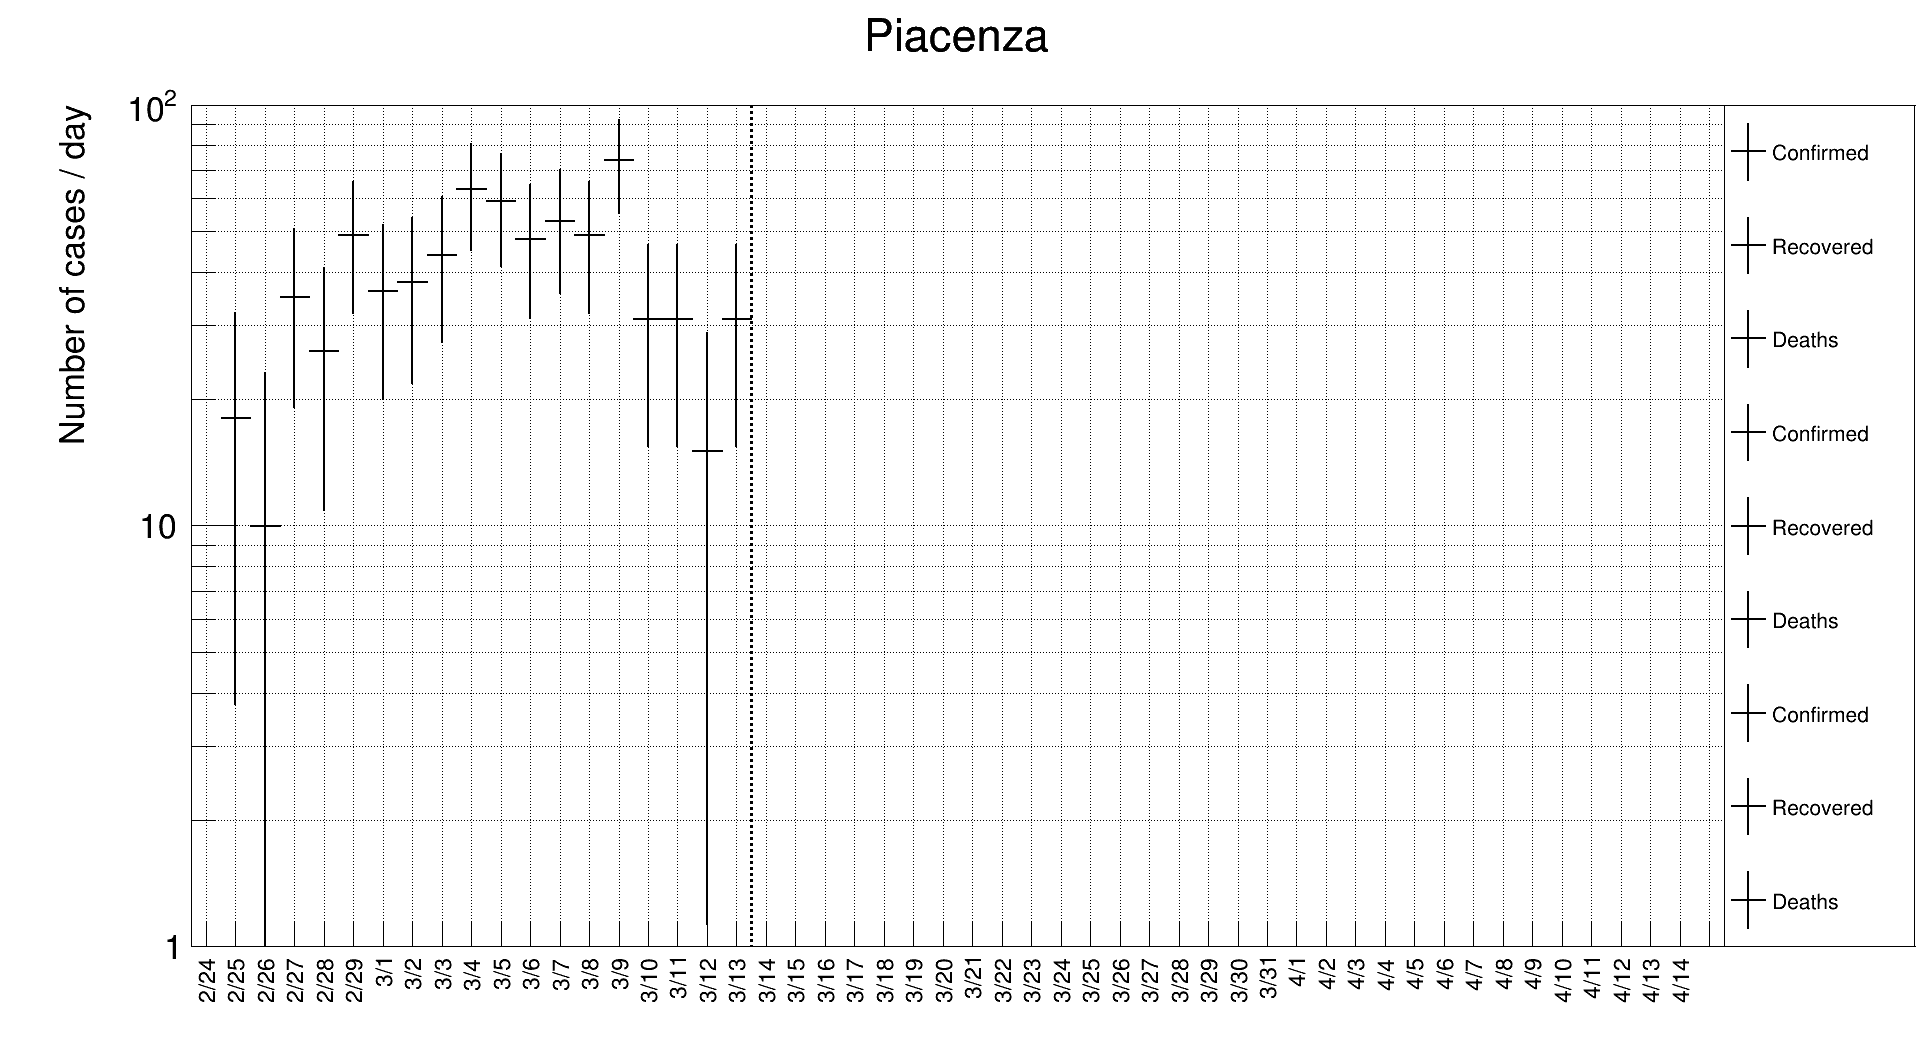 Piacenza
Number of cases / day
10²
10
1
2/24 2/25 2/26 2/27 2/28 2/29 3/1 3/2 3/3 3/4 3/5 3/6 3/7 3/8 3/9 3/10 3/11 3/12 3/13 3/14 3/15 3/16 3/17 3/18 3/19 3/20 3/21 3/22 3/23 3/24 3/25 3/26 3/27 3/28 3/29 3/30 3/31 4/1 4/2 4/3 4/4 4/5 4/6 4/7 4/8 4/9 4/10 4/11 4/12 4/13 4/14
Confirmed
Recovered
Deaths
Confirmed
Recovered
Deaths
Confirmed
Recovered
Deaths